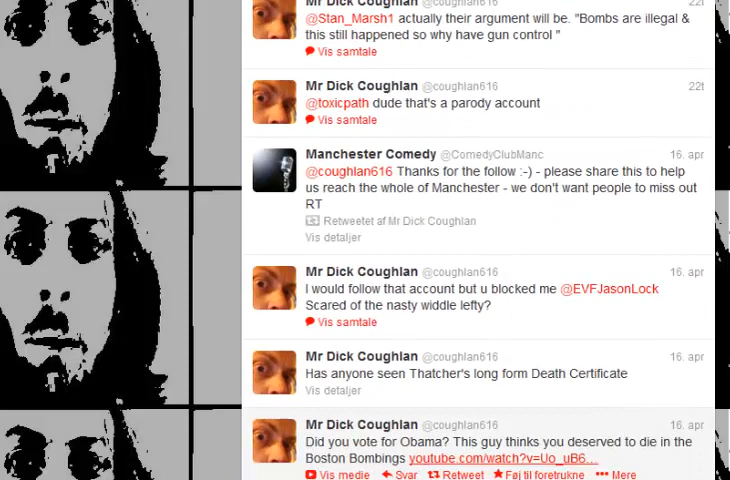 Mr Dick Coughlan @coughlan616 22t
@Stan_Marsh1 actually their argument will be. "Bombs are illegal &
this still happened so why have gun control "
Vis samtale
Mr Dick Coughlan @coughlan616 22t
@toxicpath dude that's a parody account
Vis samtale
Manchester Comedy @ComedyClubManc 16. apr
@coughlan616 Thanks for the follow :-) - please share this to help
us reach the whole of Manchester - we don't want people to miss out
RT
Retweetet af Mr Dick Coughlan
Vis detaljer
Mr Dick Coughlan @coughlan616 16. apr
I would follow that account but u blocked me @EVFJasonLock
Scared of the nasty widdle lefty?
Vis samtale
Mr Dick Coughlan @coughlan616 16. apr
Has anyone seen Thatcher's long form Death Certificate
Vis detaljer
Mr Dick Coughlan @coughlan616 16. apr
Did you vote for Obama? This guy thinks you deserved to die in the
Boston Bombings youtube.com/watch?v=Uo_uB6...
Vis medie Svar Retweet Føj til foretrukne ••• Mere